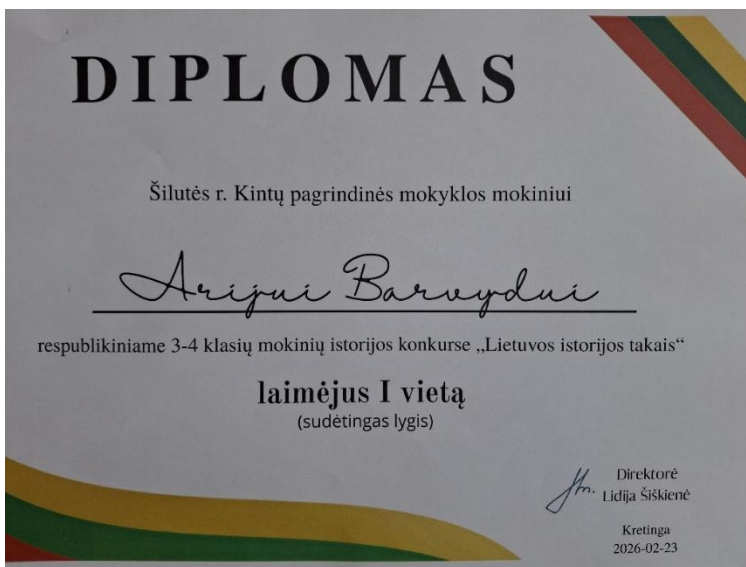 DIPLOMAS
Šilutės r. Kintų pagrindinės mokyklos mokiniui
Arijui Barvydui
respublikiniame 3-4 klasių mokinių istorijos konkurse „Lietuvos istorijos takais“
laimėjus I vietą
(sudėtingas lygis)
Direktorė
Lidija Šiškienė
Kretinga
2026-02-23